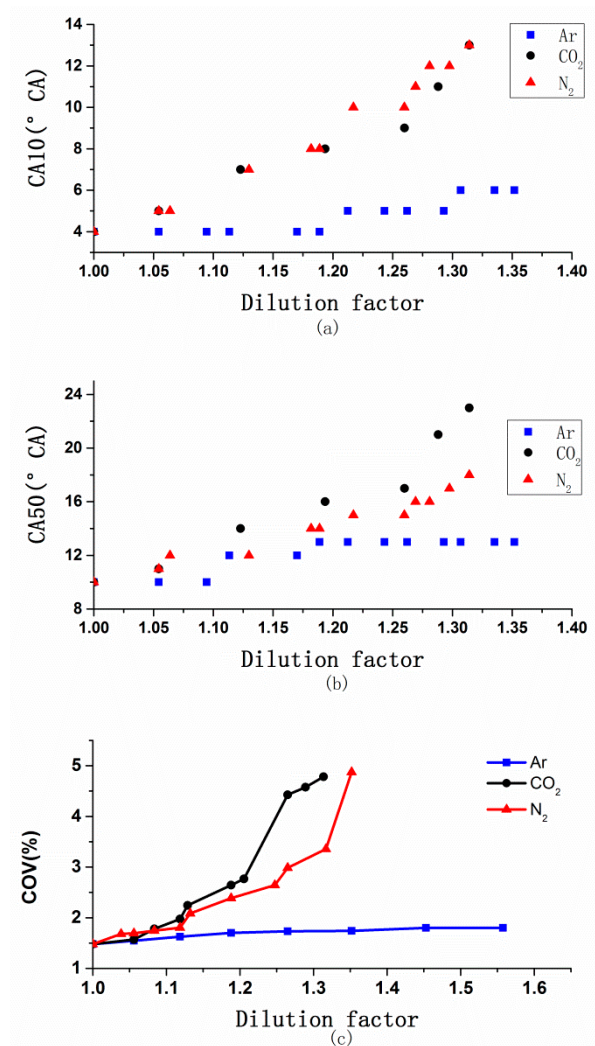 14
12
10
8
6
4
CA10(° CA)
Ar
CO₂
N₂
1.00 1.05 1.10 1.15 1.20 1.25 1.30 1.35 1.40
Dilution factor
(a)
24
20
16
12
8
CA50(° CA)
Ar
CO₂
N₂
1.00 1.05 1.10 1.15 1.20 1.25 1.30 1.35 1.40
Dilution factor
(b)
5
4
3
2
1
COV(%)
Ar
CO₂
N₂
1.0 1.1 1.2 1.3 1.4 1.5 1.6
Dilution factor
(c)